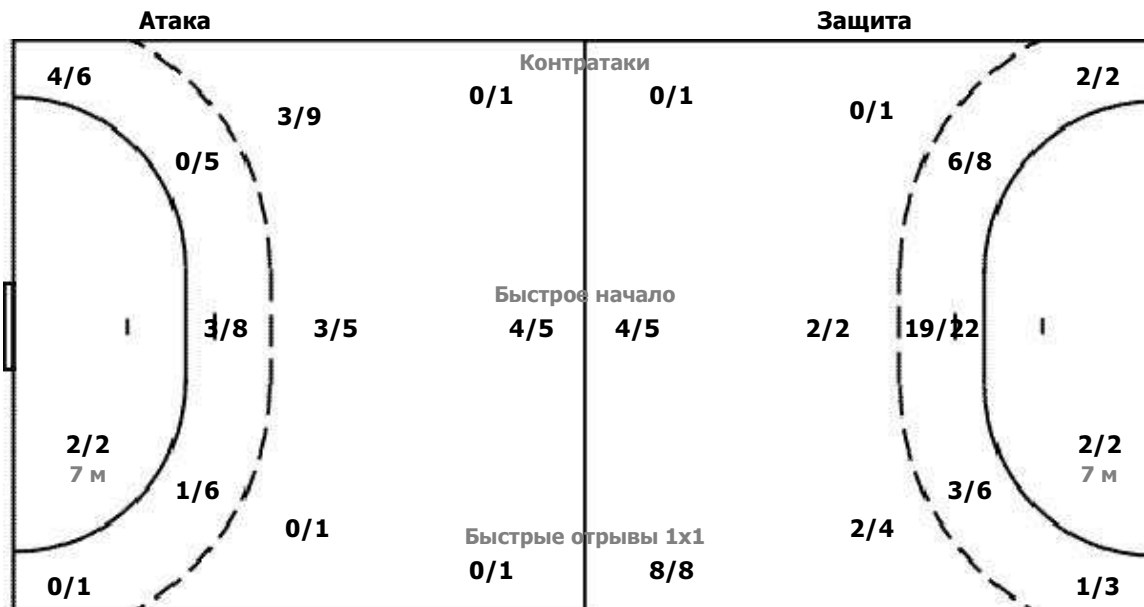 Атака Защита
Контратаки
4/6 2/2
0/1 0/1
3/9 0/1
0/5 6/8
Быстрое начало
3/8 3/5 4/5 4/5 2/2 19/22
2/2 2/2
7 м 7 м
1/6 3/6
0/1 2/4
Быстрые отрывы 1x1
0/1 8/8
0/1 1/3